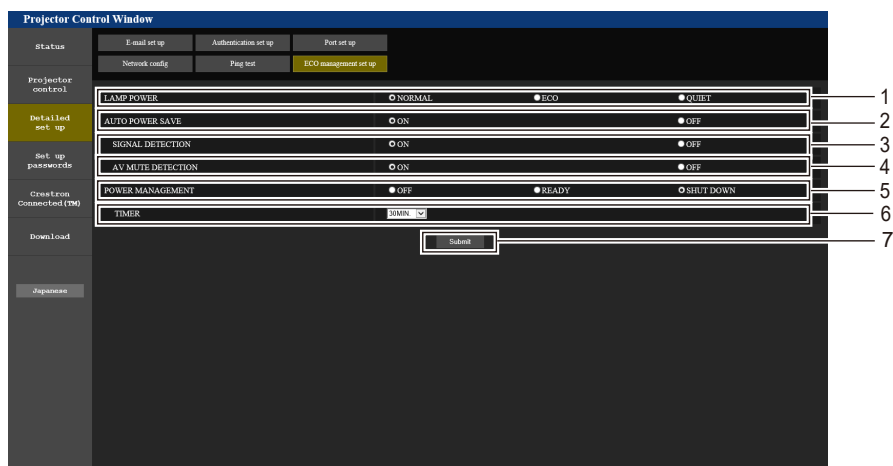 Projector Control Window
Status
E-mail set up
Authentication set up
Port set up
Network config
Ping test
ECO management set up
Projector
control
Detailed
set up
Set up
passwords
Crestron
Connected(TM)
Download
Japanese
LAMP POWER NORMAL ECO QUIET 1
AUTO POWER SAVE ON OFF 2
SIGNAL DETECTION ON OFF 3
AV MUTE DETECTION ON OFF 4
POWER MANAGEMENT OFF READY SHUT DOWN 5
TIMER 30MIN. 6
Submit 7